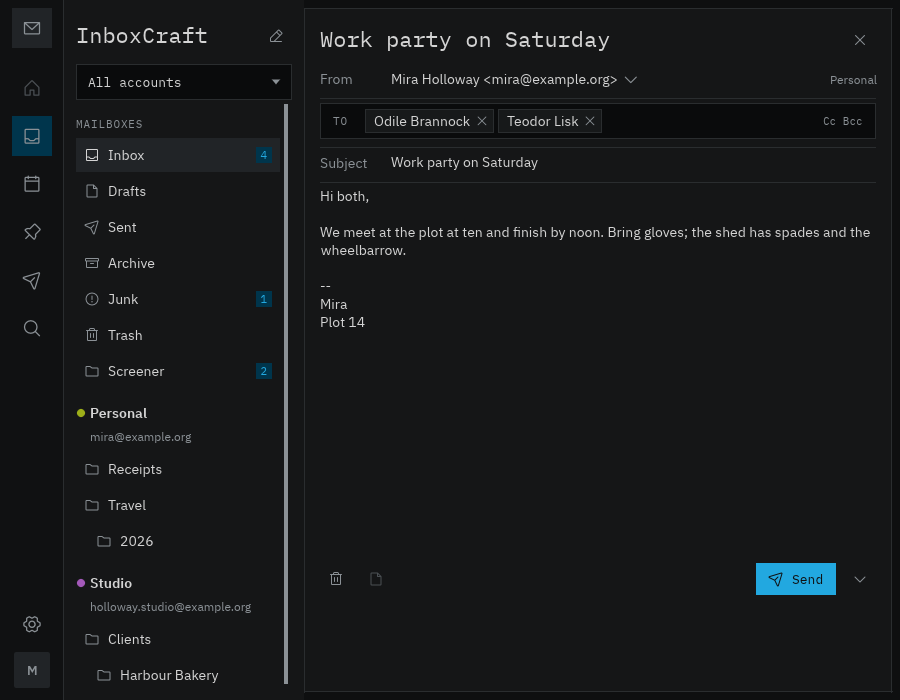 InboxCraft
All accounts
MAILBOXES
Inbox 4
Drafts
Sent
Archive
Junk 1
Trash
Screener 2
Personal
mira@example.org
Receipts
Travel
2026
Studio
holloway.studio@example.org
Clients
Harbour Bakery
M
Work party on Saturday
From Mira Holloway <mira@example.org> Personal
TO Odile Brannock Teodor Lisk Cc Bcc
Subject Work party on Saturday
Hi both,
We meet at the plot at ten and finish by noon. Bring gloves; the shed has spades and the
wheelbarrow.
--
Mira
Plot 14
Send